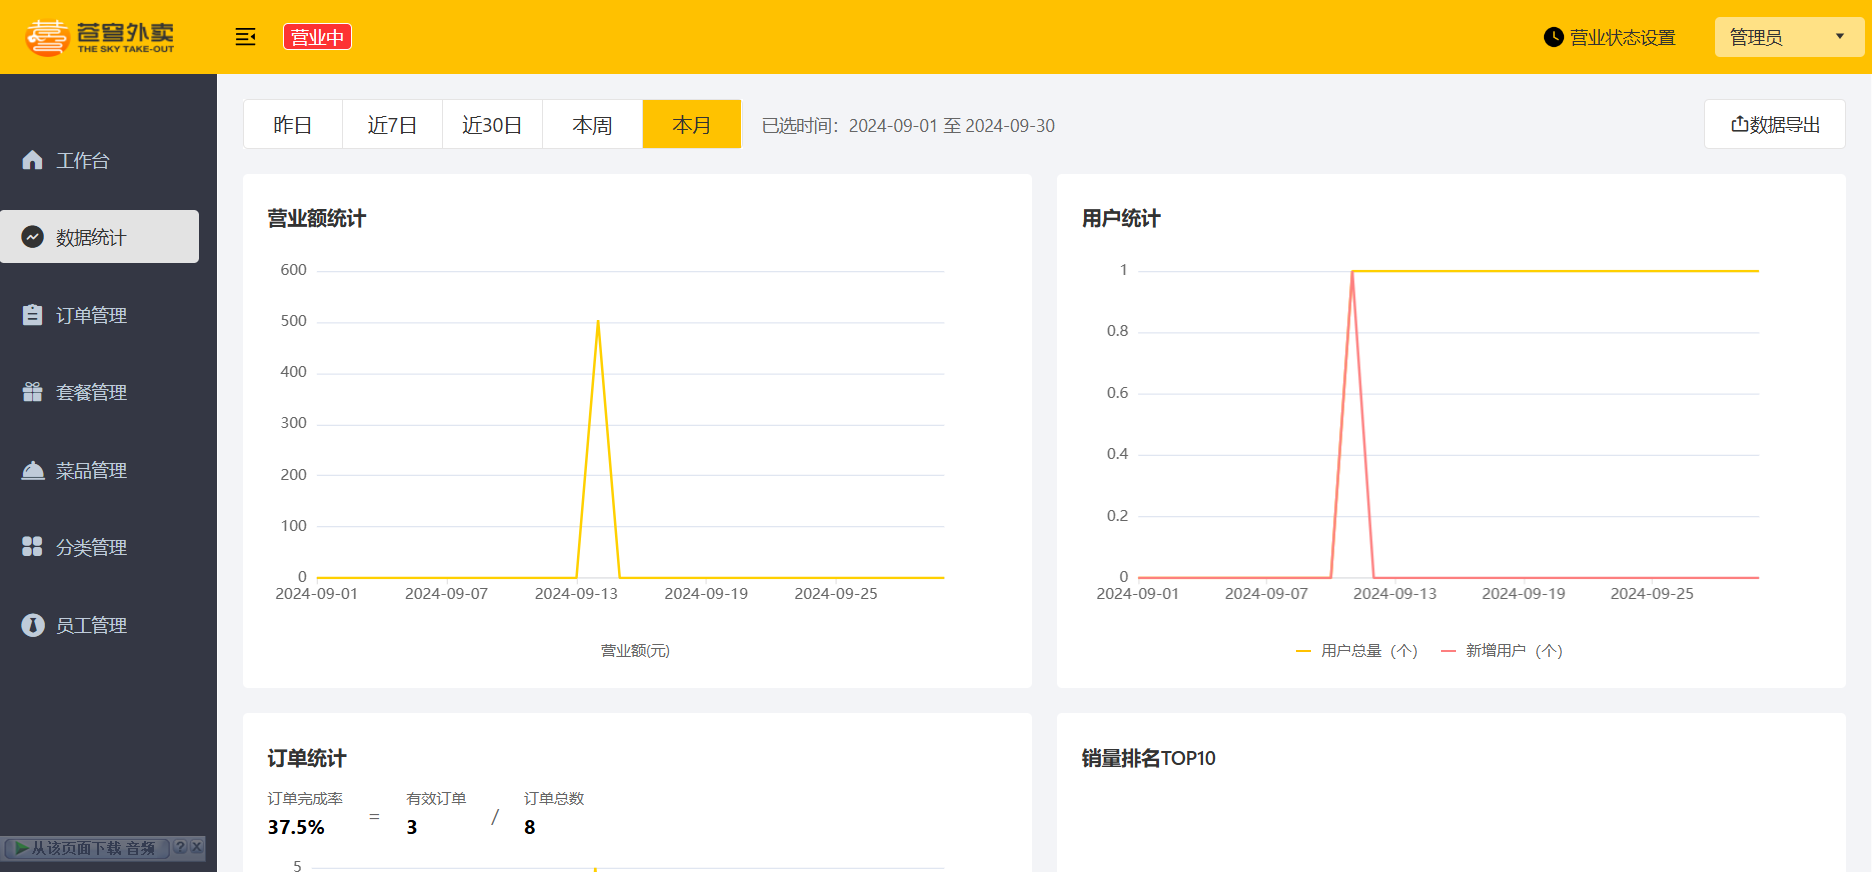 苍穹外卖
THE SKY TAKE-OUT
营业中
营业状态设置
管理员
工作台
数据统计
订单管理
套餐管理
菜品管理
分类管理
员工管理
从该页面下载 音频
昨日
近7日
近30日
本周
本月
已选时间：2024-09-01 至 2024-09-30
数据导出
营业额统计
600
500
400
300
200
100
0
2024-09-01
2024-09-07
2024-09-13
2024-09-19
2024-09-25
营业额(元)
用户统计
1
0.8
0.6
0.4
0.2
0
2024-09-01
2024-09-07
2024-09-13
2024-09-19
2024-09-25
用户总量（个）
新增用户（个）
订单统计
订单完成率
37.5%
=
有效订单
3
/
订单总数
8
5
销量排名TOP10